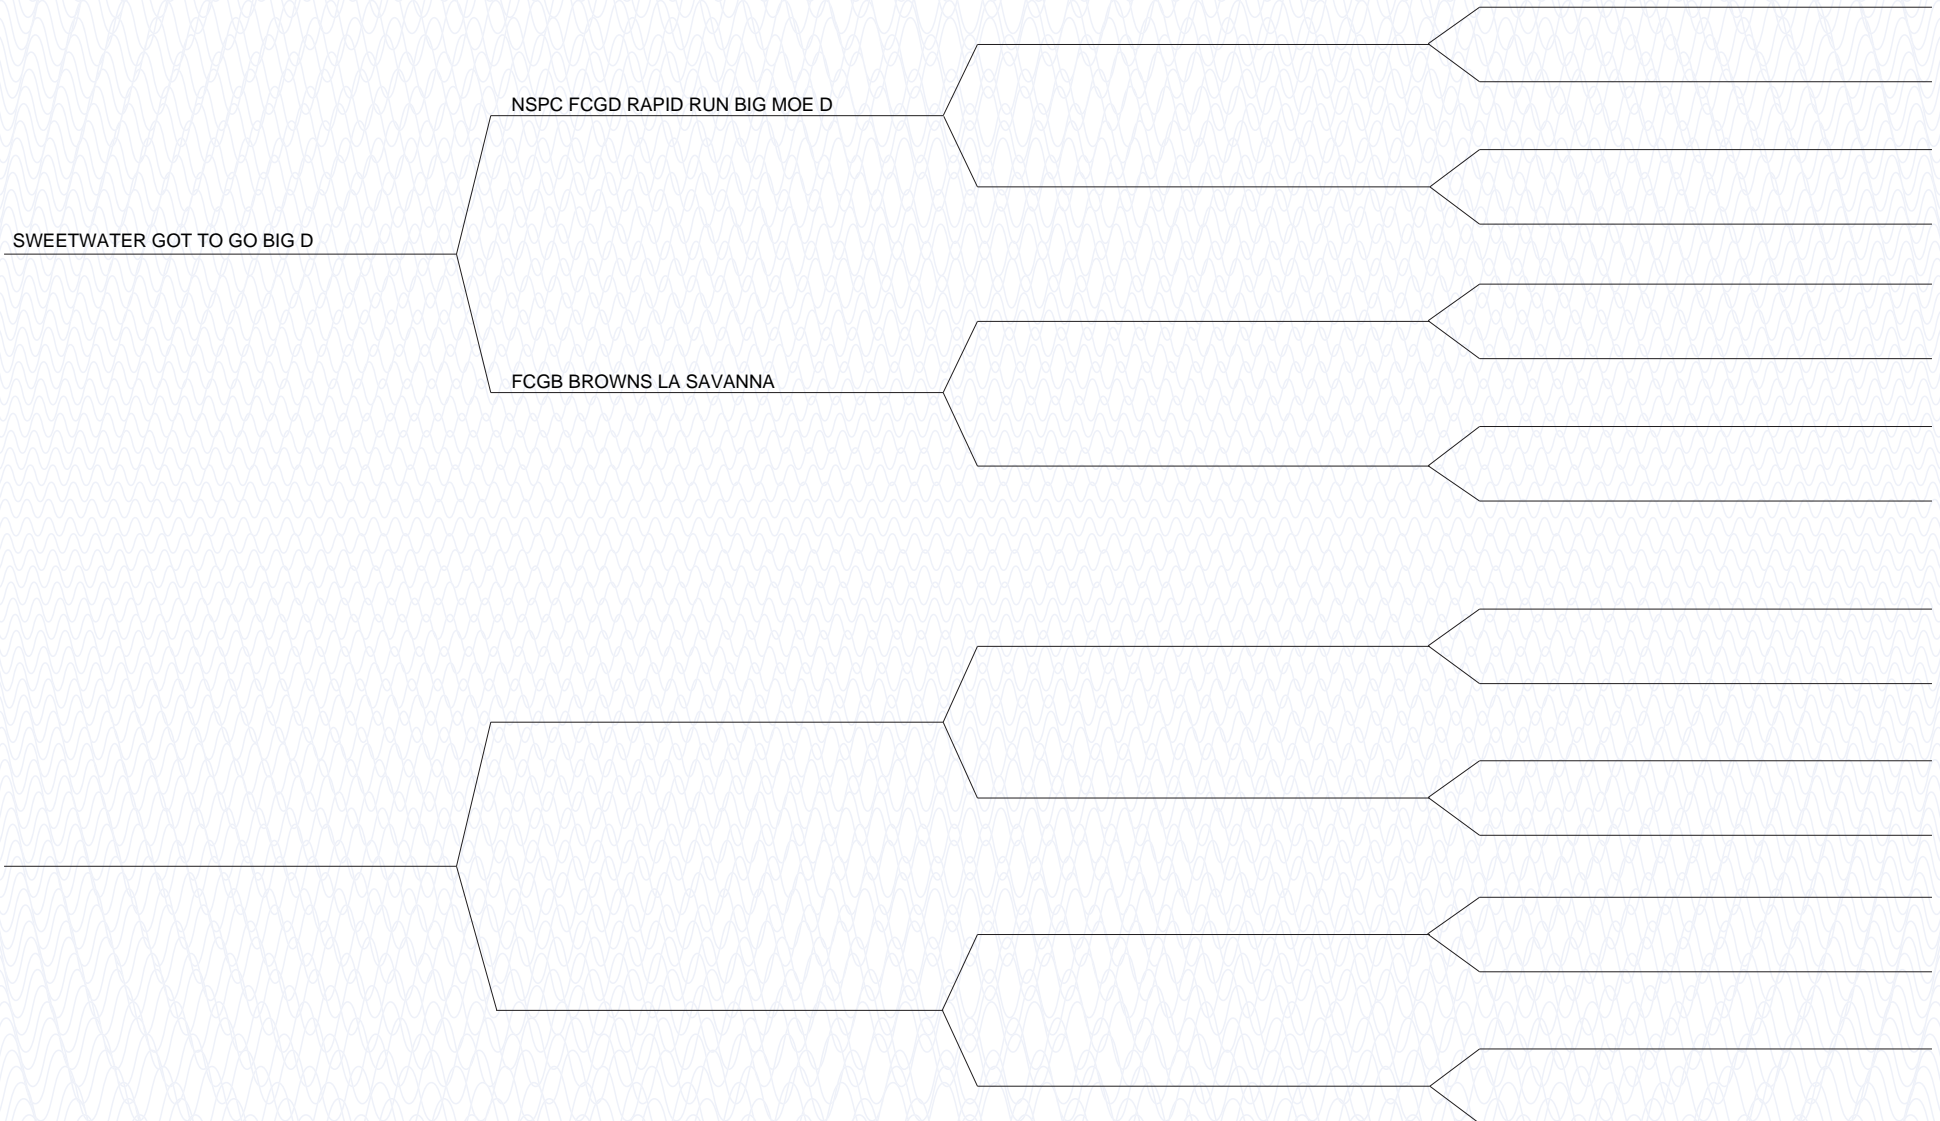 NSPC FCGD RAPID RUN BIG MOE D
SWEETWATER GOT TO GO BIG D
FCGB BROWNS LA SAVANNA